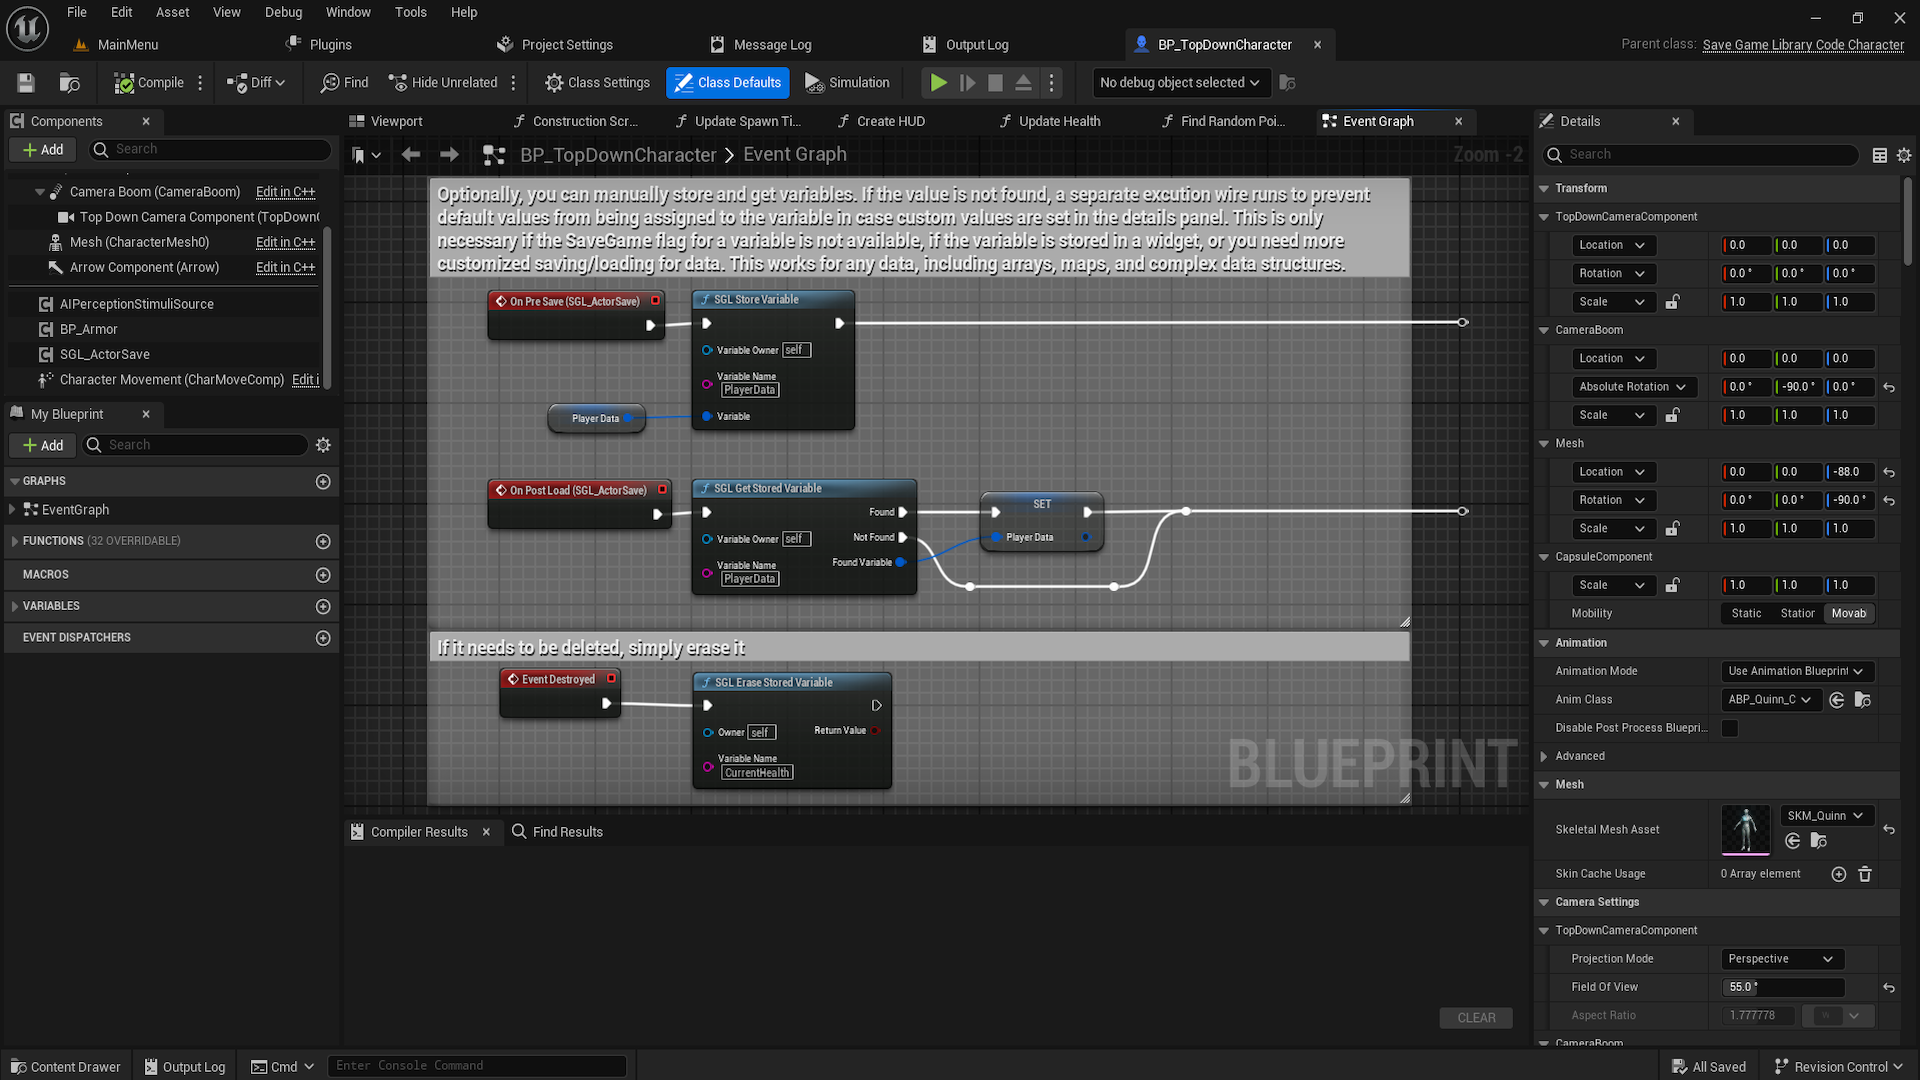 File Edit Asset View Debug Window Tools Help
MainMenu Plugins Project Settings Message Log Output Log BP_TopDownCharacter
Parent class: Save Game Library Code Character
Compile Diff Find Hide Unrelated Class Settings Class Defaults Simulation No debug object selected
Components
Add Search
Camera Boom (CameraBoom) Edit in C++
Top Down Camera Component (TopDownC
Mesh (CharacterMesh0) Edit in C++
Arrow Component (Arrow) Edit in C++
AIPerceptionStimuliSource
BP_Armor
SGL_ActorSave
Character Movement (CharMoveComp) Edit i
My Blueprint
Add Search
GRAPHS
EventGraph
FUNCTIONS (32 OVERRIDABLE)
MACROS
VARIABLES
EVENT DISPATCHERS
Viewport Construction Scr... Update Spawn Ti... Create HUD Update Health Find Random Poi... Event Graph
BP_TopDownCharacter > Event Graph
Zoom -2
Optionally, you can manually store and get variables. If the value is not found, a separate excution wire runs to prevent
default values from being assigned to the variable in case custom values are set in the details panel. This is only
necessary if the SaveGame flag for a variable is not available, if the variable is stored in a widget, or you need more
customized saving/loading for data. This works for any data, including arrays, maps, and complex data structures.
On Pre Save (SGL_ActorSave)
SGL Store Variable
Variable Owner self
Variable Name
PlayerData
Variable
Player Data
On Post Load (SGL_ActorSave)
SGL Get Stored Variable
Found
Variable Owner self
Not Found
Variable Name
PlayerData
Found Variable
SET
Player Data
If it needs to be deleted, simply erase it
Event Destroyed
SGL Erase Stored Variable
Owner self
Return Value
Variable Name
CurrentHealth
BLUEPRINT
Compiler Results Find Results
CLEAR
Details
Search
Transform
TopDownCameraComponent
Location 0.0 0.0 0.0
Rotation 0.0 ° 0.0 ° 0.0 °
Scale 1.0 1.0 1.0
CameraBoom
Location 0.0 0.0 0.0
Absolute Rotation 0.0 ° -90.0 ° 0.0 °
Scale 1.0 1.0 1.0
Mesh
Location 0.0 0.0 -88.0
Rotation 0.0 ° 0.0 ° -90.0 °
Scale 1.0 1.0 1.0
CapsuleComponent
Scale 1.0 1.0 1.0
Mobility Static Station Movab
Animation
Animation Mode Use Animation Blueprint
Anim Class ABP_Quinn_C
Disable Post Process Bluepri...
Advanced
Mesh
Skeletal Mesh Asset SKM_Quinn
Skin Cache Usage 0 Array element
Camera Settings
TopDownCameraComponent
Projection Mode Perspective
Field Of View 55.0 °
Aspect Ratio 1.777778
CameraBoom
Content Drawer Output Log Cmd Enter Console Command
All Saved Revision Control